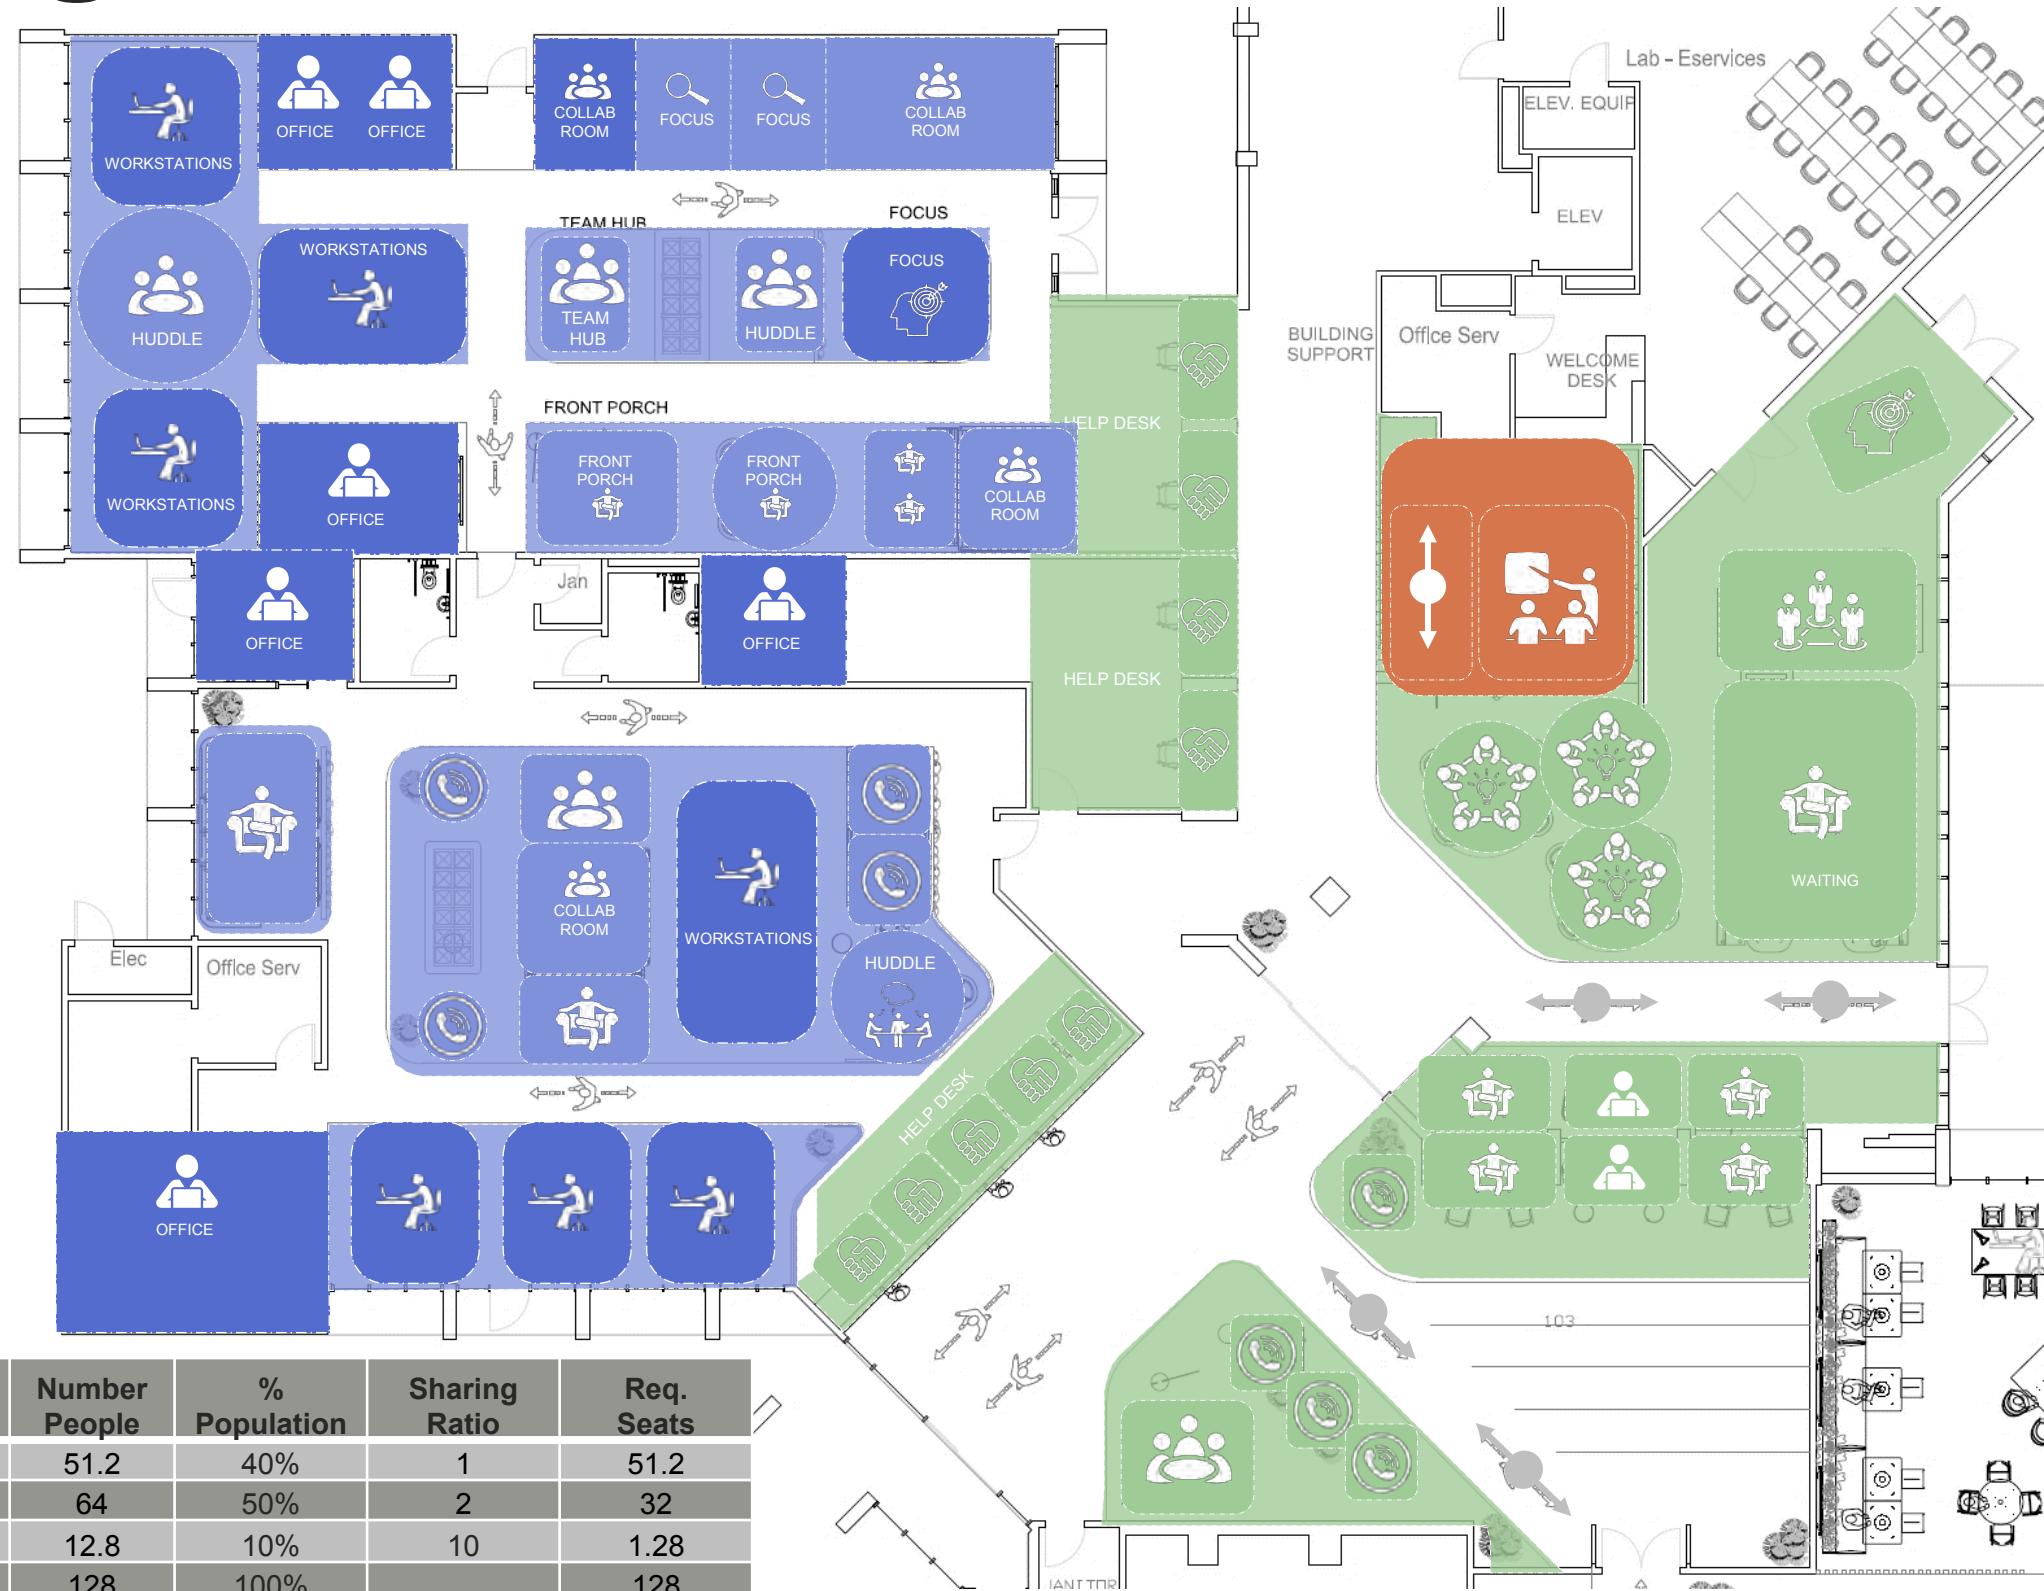 Lab - Eservices
ELEV. EQUIP
ELEV
OFFICE
OFFICE
COLLAB
ROOM
FOCUS
FOCUS
COLLAB
ROOM
WORKSTATIONS
TEAM HUB
FOCUS
WORKSTATIONS
FOCUS
HUDDLE
TEAM
HUB
HUDDLE
BUILDING
SUPPORT
Office Serv
WELCOME
DESK
FRONT PORCH
HELP DESK
FRONT
PORCH
FRONT
PORCH
COLLAB
ROOM
WORKSTATIONS
OFFICE
Jan
OFFICE
OFFICE
HELP DESK
WAITING
COLLAB
ROOM
WORKSTATIONS
HUDDLE
Elec
Office Serv
HELP DESK
OFFICE
103
Number
People
%
Population
Sharing
Ratio
Req.
Seats
51.2 40% 1 51.2
64 50% 2 32
12.8 10% 10 1.28
128 100% 128
JANITOR